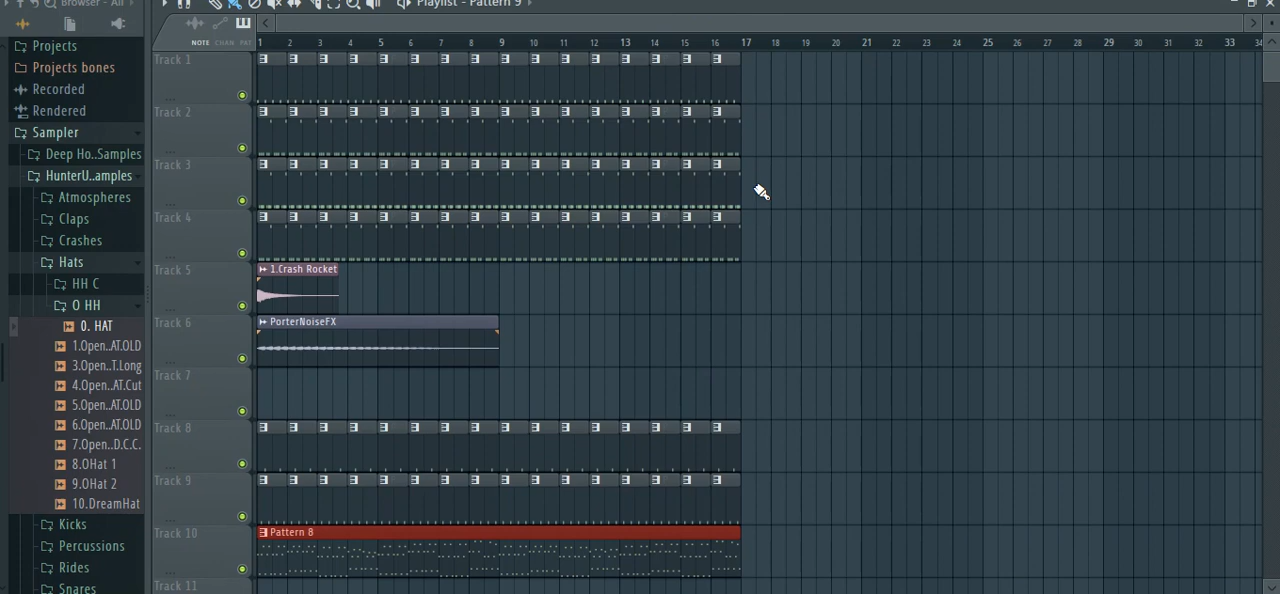 Browser - All
Playlist - Pattern 9
Projects
Projects bones
Recorded
Rendered
Sampler
Deep Ho..Samples
HunterU..amples
Atmospheres
Claps
Crashes
Hats
HH C
O HH
0. HAT
1.Open..AT.OLD
3.Open..T.Long
4.Open..AT.Cut
5.Open..AT.OLD
6.Open..AT.OLD
7.Open..D.C.C.
8.OHat 1
9.OHat 2
10.DreamHat
Kicks
Percussions
Rides
Snares
NOTE CHAN PAT
1 2 3 4 5 6 7 8 9 10 11 12 13 14 15 16 17 18 19 20 21 22 23 24 25 26 27 28 29 30 31 32 33 34
Track 1
...
Track 2
...
Track 3
...
Track 4
...
Track 5
1.Crash Rocket
...
Track 6
PorterNoiseFX
...
Track 7
...
Track 8
...
Track 9
...
Track 10
Pattern 8
...
Track 11